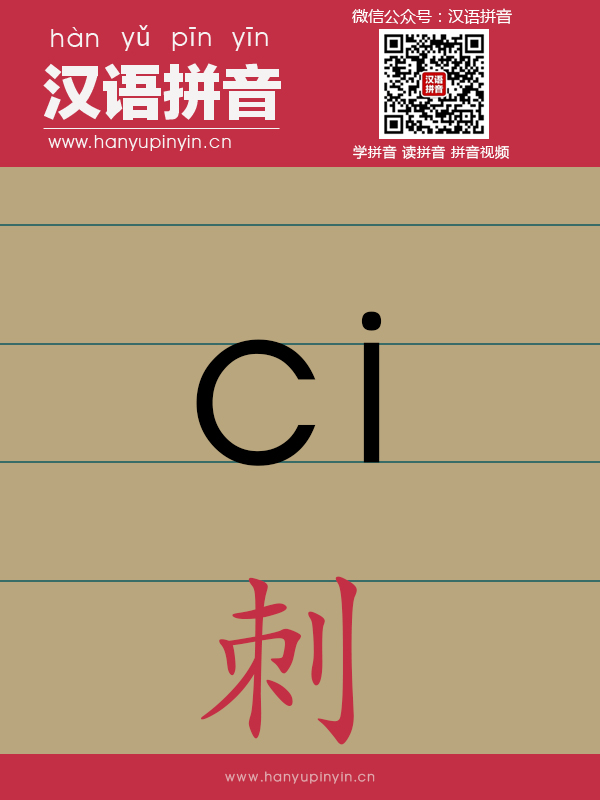 hàn yǔ pīn yīn
汉语拼音
www.hanyupinyin.cn
微信公众号：汉语拼音
汉语
拼音
学拼音 读拼音 拼音视频
ci
刺
www.hanyupinyin.cn